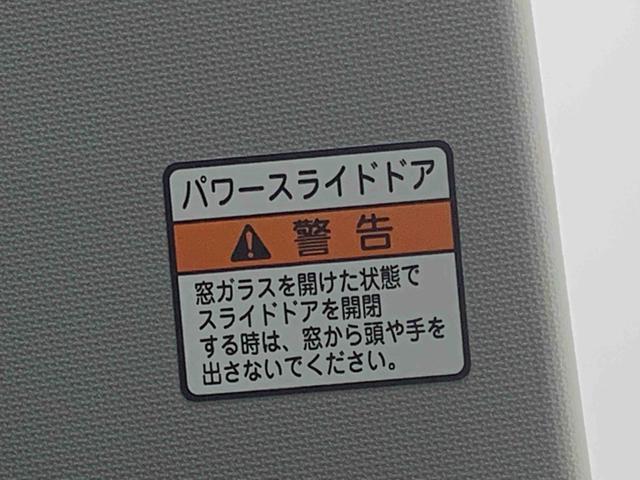 パワースライドドア
警告
窓ガラスを開けた状態で
スライドドアを開閉
する時は、窓から頭や手を
出さないでください。